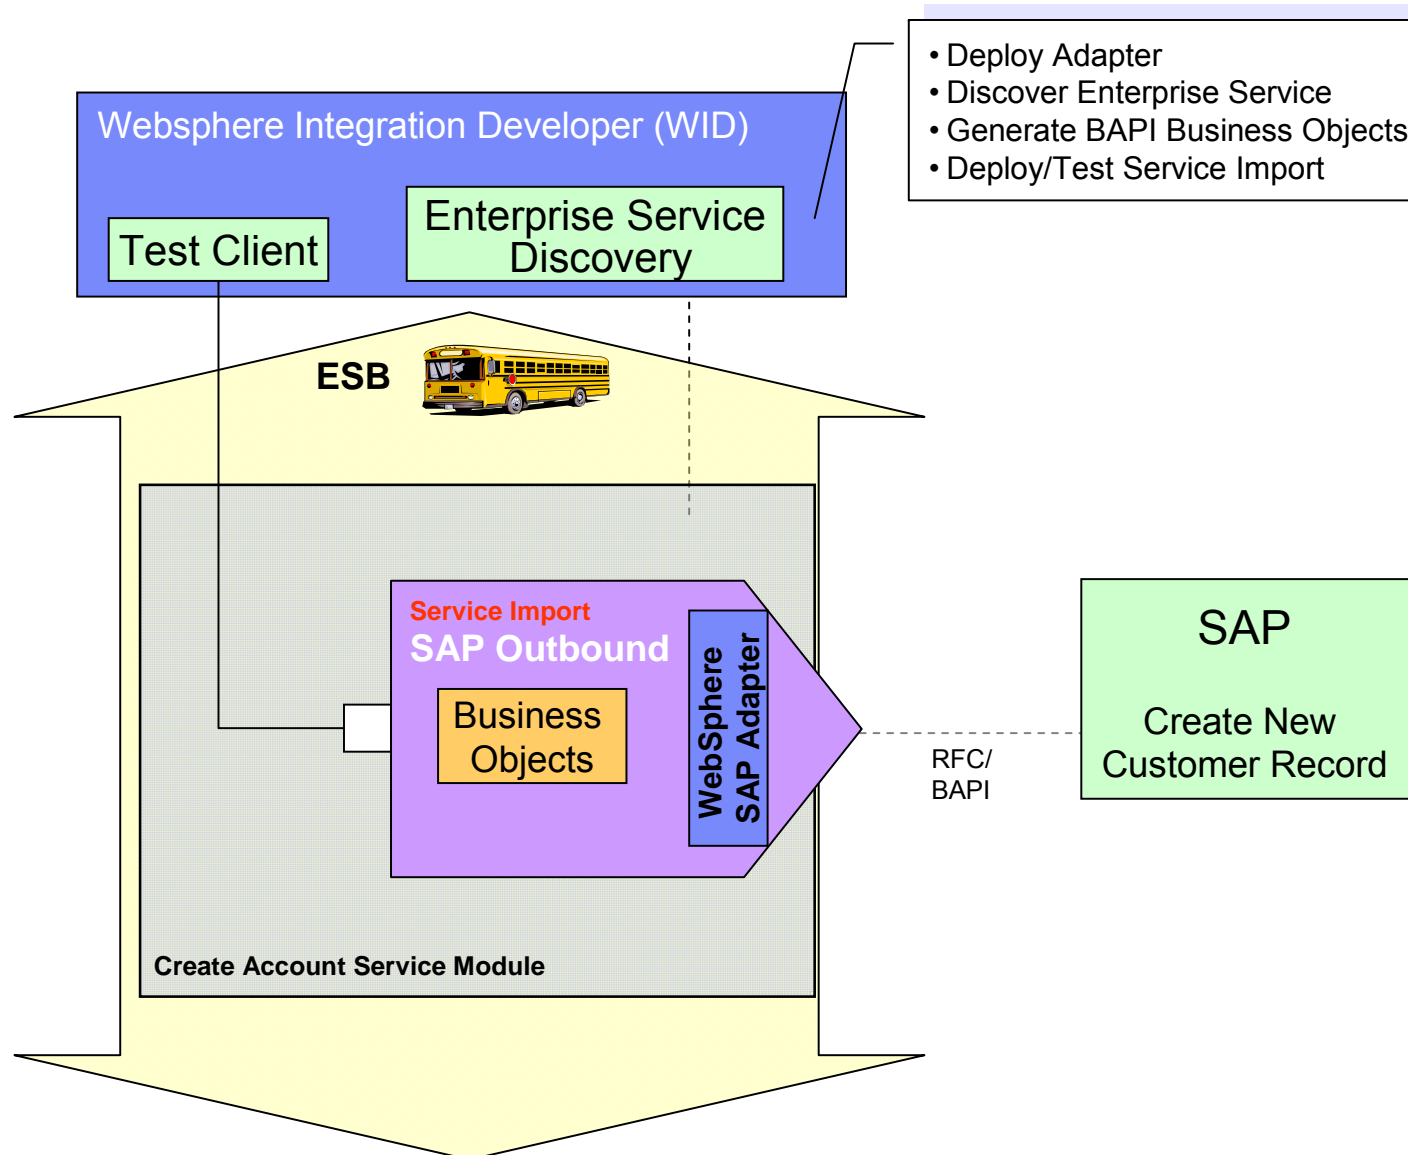 • Deploy Adapter
• Discover Enterprise Service
• Generate BAPI Business Objects
• Deploy/Test Service Import
Websphere Integration Developer (WID)
Test Client
Enterprise Service
Discovery
ESB
Service Import
SAP Outbound
Business
Objects
WebSphere
SAP Adapter
RFC/
BAPI
SAP
Create New
Customer Record
Create Account Service Module